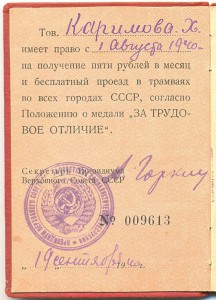 Тов. Каримова. Х.
имеет право с 1 Августа 1940.
на получение пяти рублей в месяц
и бесплатный проезд в трамваях
во всех городах СССР, согласно
Положению о медали „ЗА ТРУДО-
ВОЕ ОТЛИЧИЕ".
Секретарь Президиума
Верховного Совета СССР
А Горкин
№ 009613
„19 сентября 1940 г.